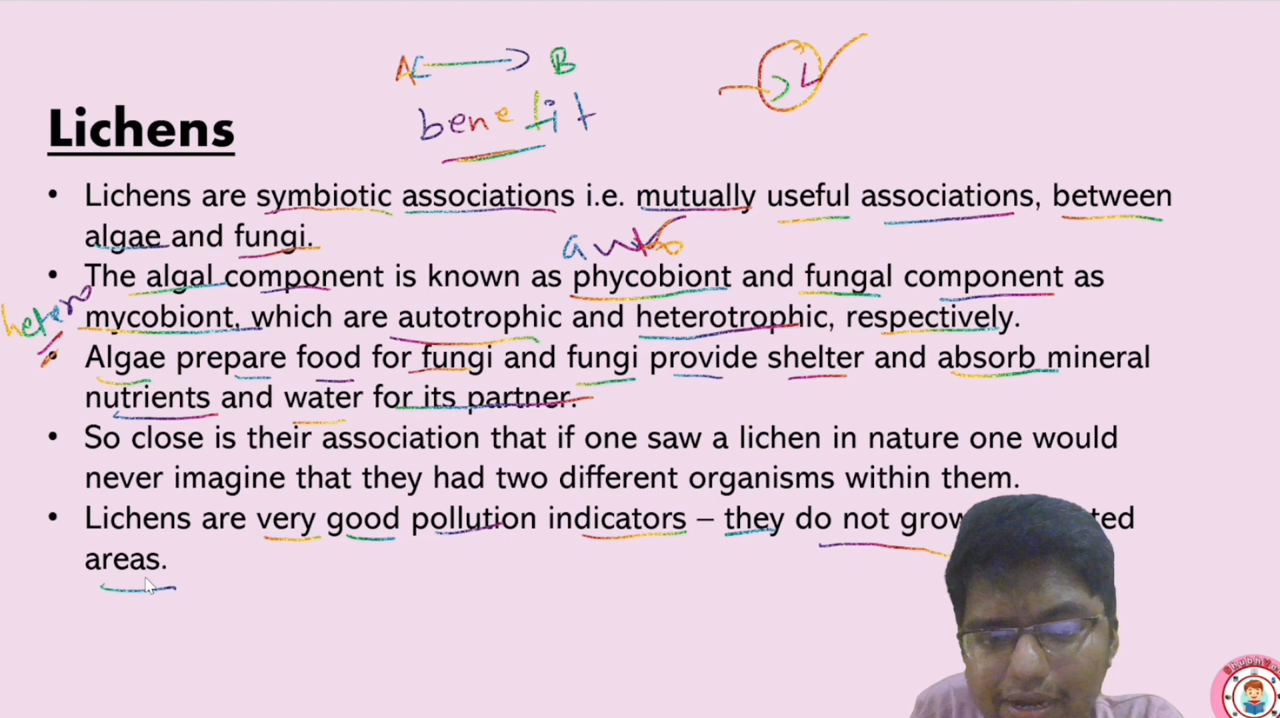 A B
benefit
Lichens
• Lichens are symbiotic associations i.e. mutually useful associations, between
algae and fungi.
auto
• The algal component is known as phycobiont and fungal component as
hetero
mycobiont, which are autotrophic and heterotrophic, respectively.
• Algae prepare food for fungi and fungi provide shelter and absorb mineral
nutrients and water for its partner.
• So close is their association that if one saw a lichen in nature one would
never imagine that they had two different organisms within them.
• Lichens are very good pollution indicators – they do not grow
areas.